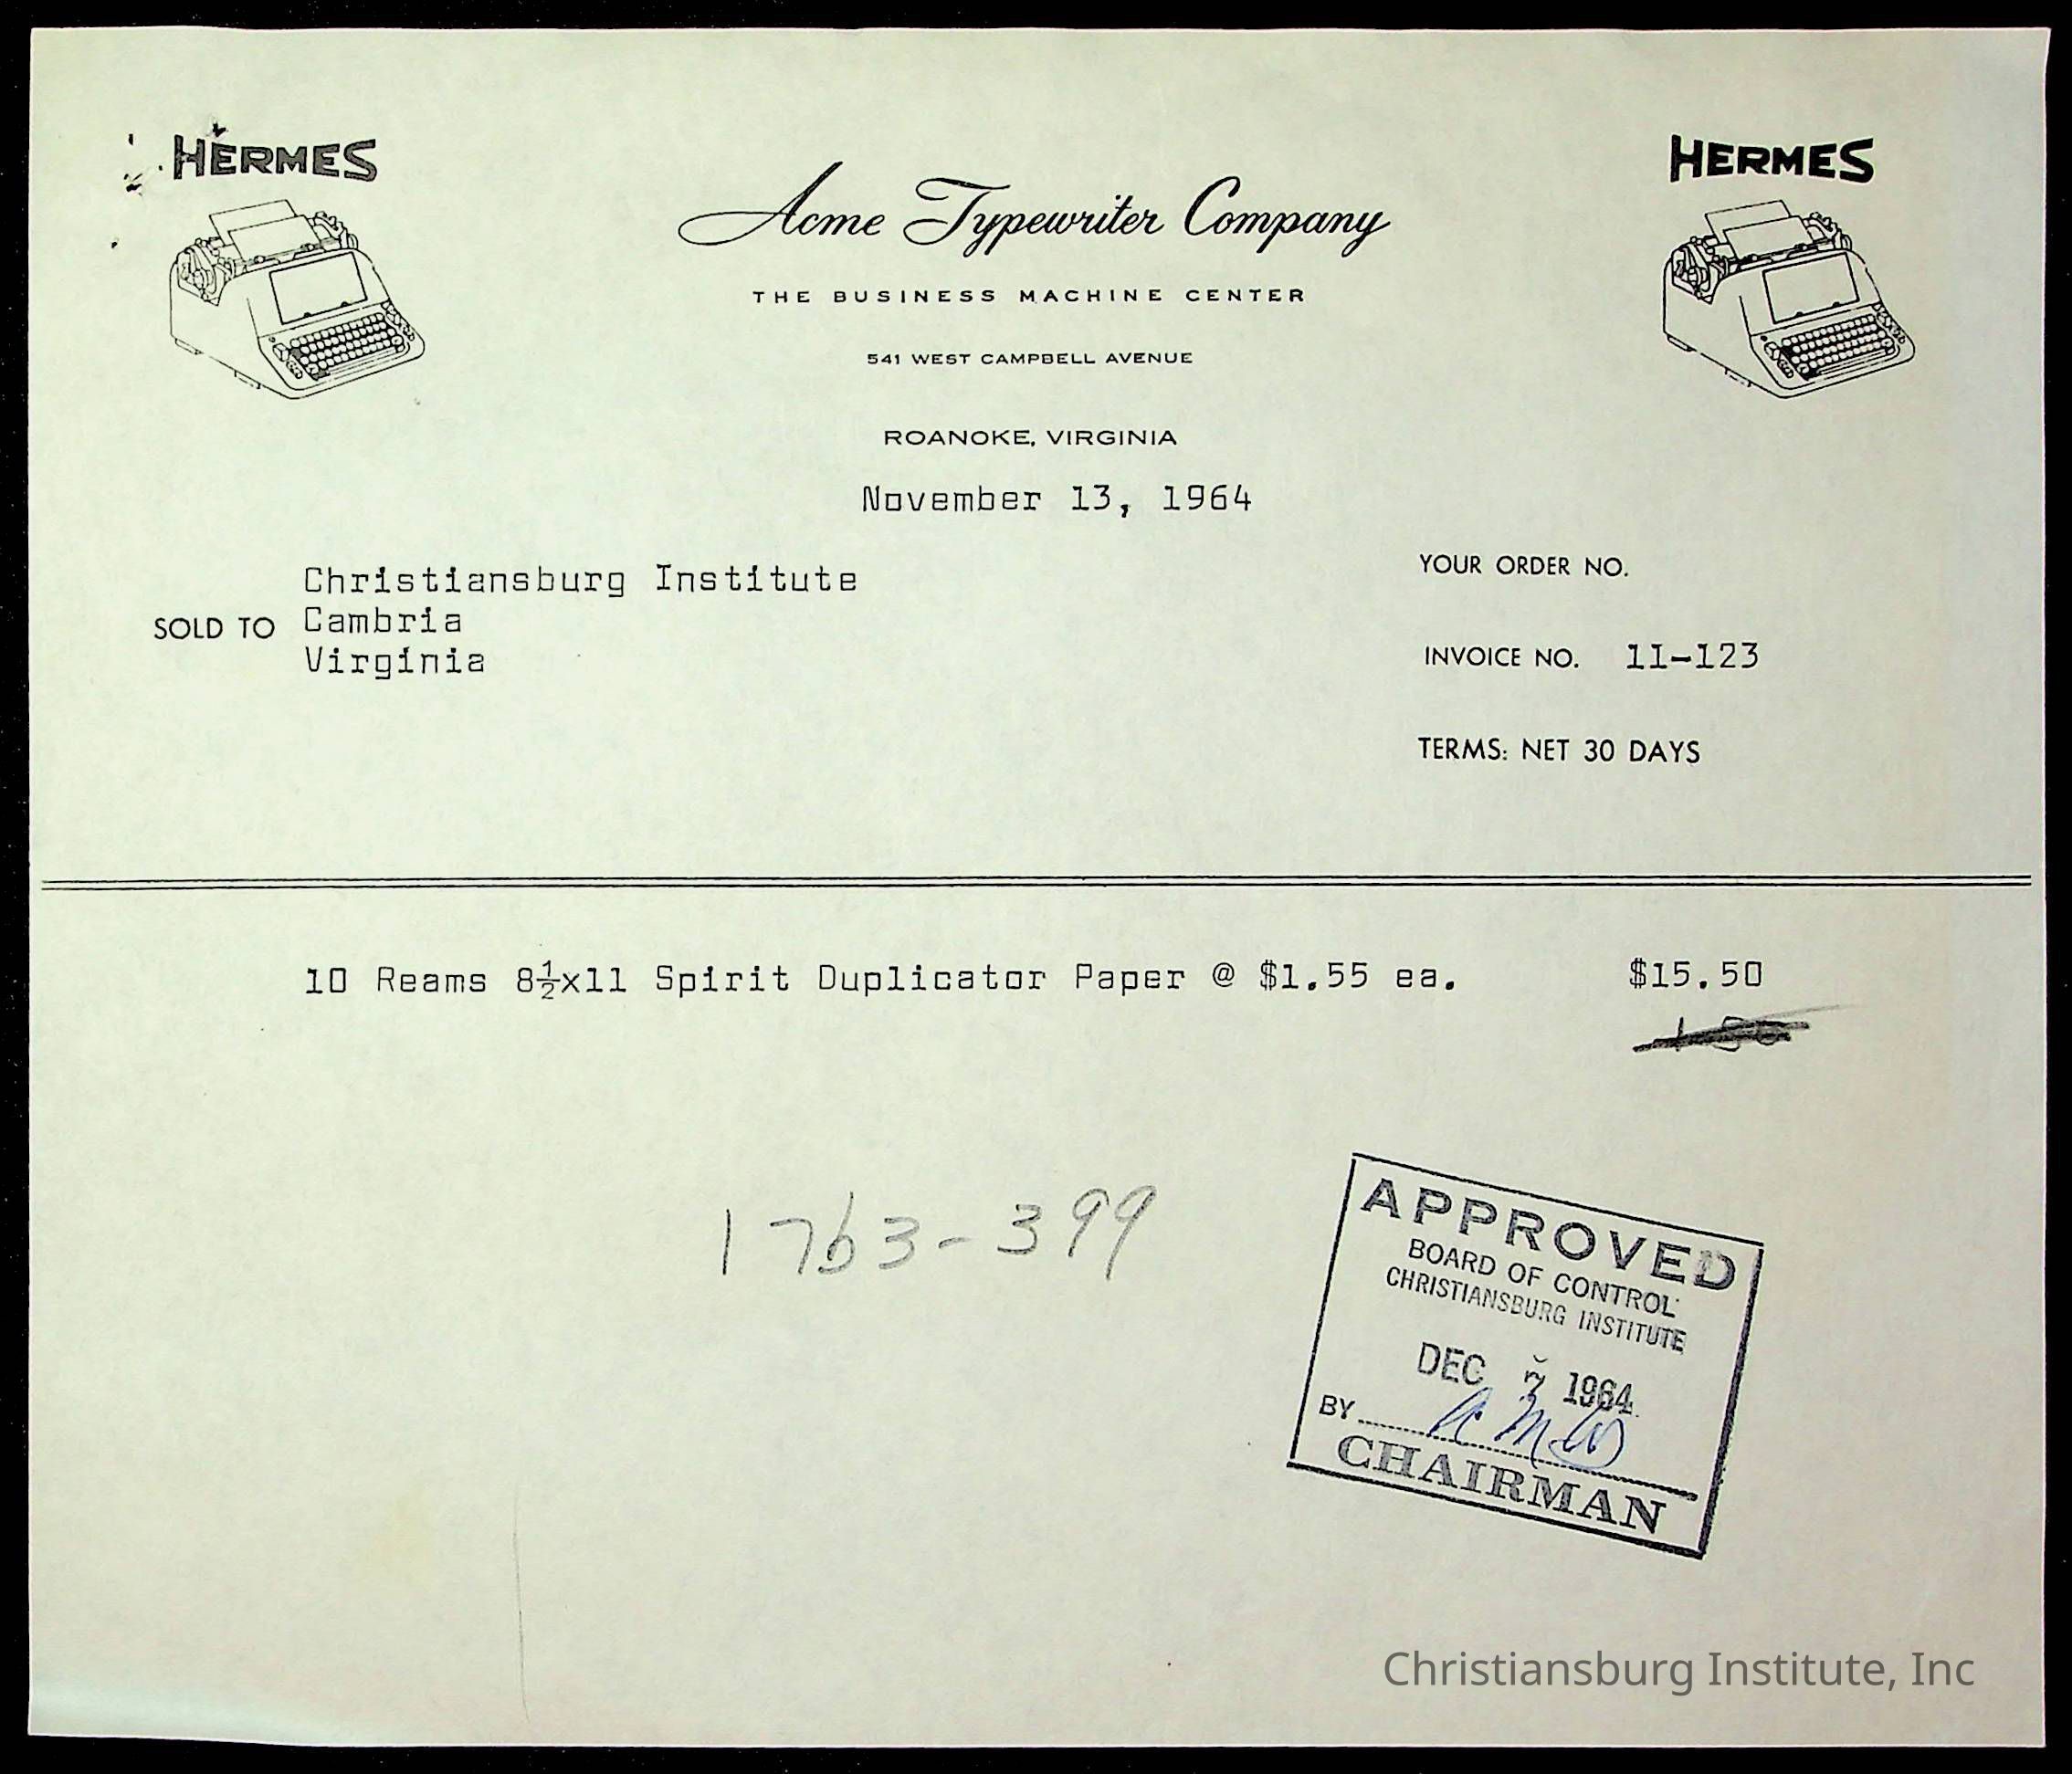 HERMES
HERMES
Acme Typewriter Company
THE BUSINESS MACHINE CENTER
541 WEST CAMPBELL AVENUE
ROANOKE, VIRGINIA
November 13, 1964
Christiansburg Institute
SOLD TO Cambria
Virginia
YOUR ORDER NO.
INVOICE NO. 11-123
TERMS: NET 30 DAYS
10 Reams 8½x11 Spirit Duplicator Paper @ $1.55 ea. $15.50
1763-399
APPROVED
BOARD OF CONTROL
CHRISTIANSBURG INSTITUTE
DEC 7 1964
BY
CHAIRMAN
Christiansburg Institute, Inc